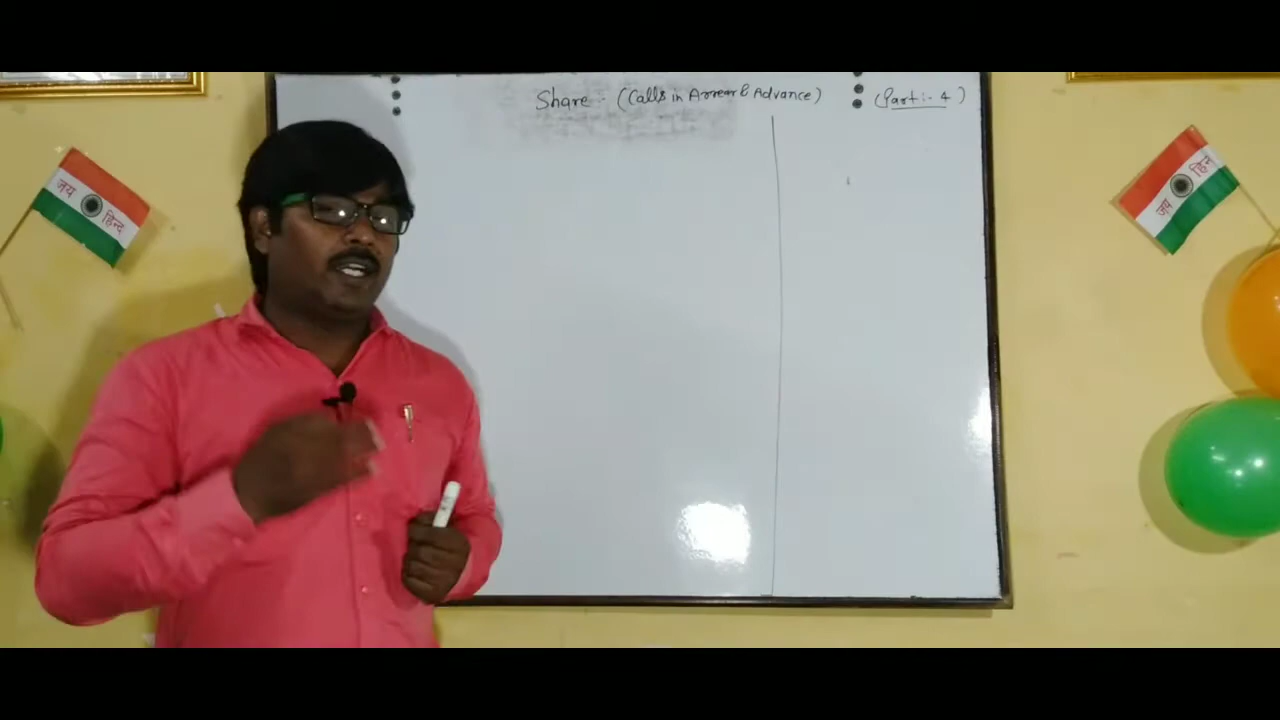 Share :- (Calls in Arrear & Advance) (Part :- 4)
जय हिन्द
जय हिन्द